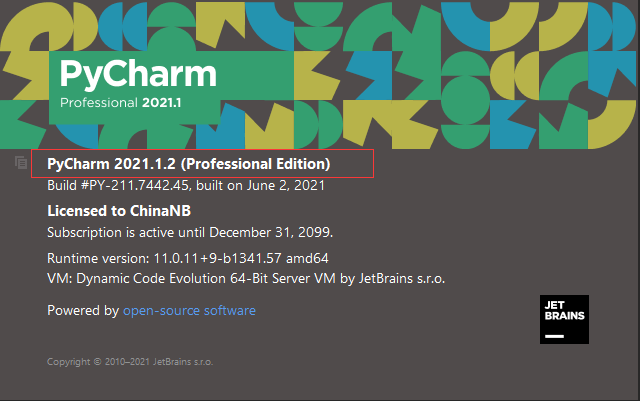 PyCharm
Professional 2021.1
PyCharm 2021.1.2 (Professional Edition)
Build #PY-211.7442.45, built on June 2, 2021
Licensed to ChinaNB
Subscription is active until December 31, 2099.
Runtime version: 11.0.11+9-b1341.57 amd64
VM: Dynamic Code Evolution 64-Bit Server VM by JetBrains s.r.o.
Powered by open-source software
JET
BRAINS
Copyright © 2010–2021 JetBrains s.r.o.